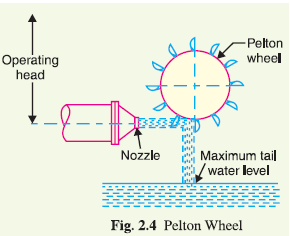 Operating
head
Pelton
wheel
Nozzle
Maximum tail
water level
Fig. 2.4 Pelton Wheel